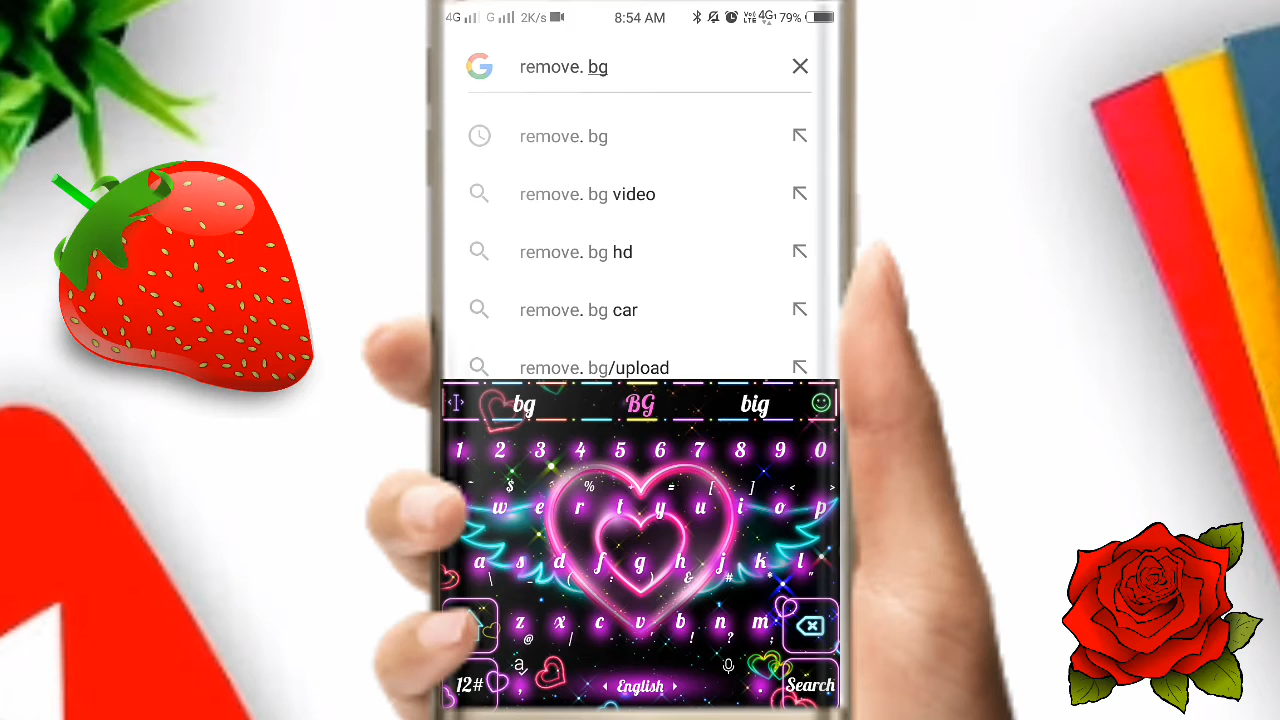 4G G 2K/s 8:54 AM VoLTE 4G 79%
remove. bg
remove. bg
remove. bg video
remove. bg hd
remove. bg car
remove. bg/upload
bg BG big
1 2 3 4 5 6 7 8 9 0
~ $ % + = [ ] < >
w e r t y u i o p
a s d f g h j k l
\ _ ( : ) & # * "
z x c v b n m
@ / - ' ! ? ;
12# , English . Search